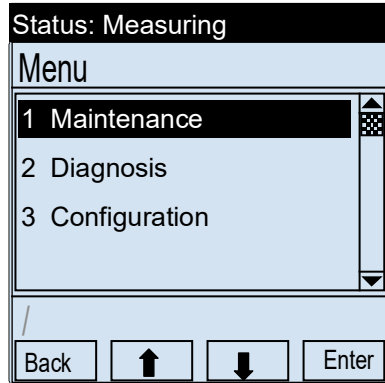 Status: Measuring
Menu
1 Maintenance
2 Diagnosis
3 Configuration
/
Back Enter